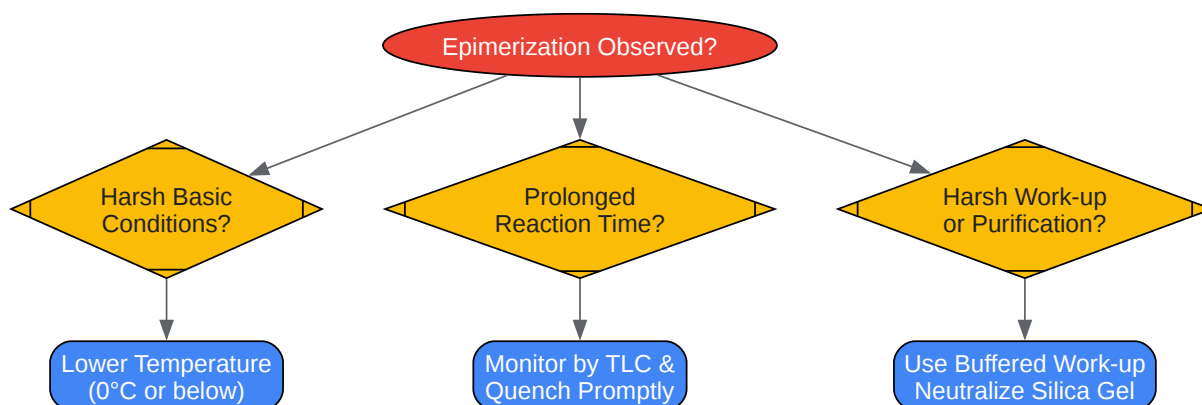 Epimerization Observed?
Harsh Basic
Conditions?
Prolonged
Reaction Time?
Harsh Work-up
or Purification?
Lower Temperature
(0°C or below)
Monitor by TLC &
Quench Promptly
Use Buffered Work-up
Neutralize Silica Gel